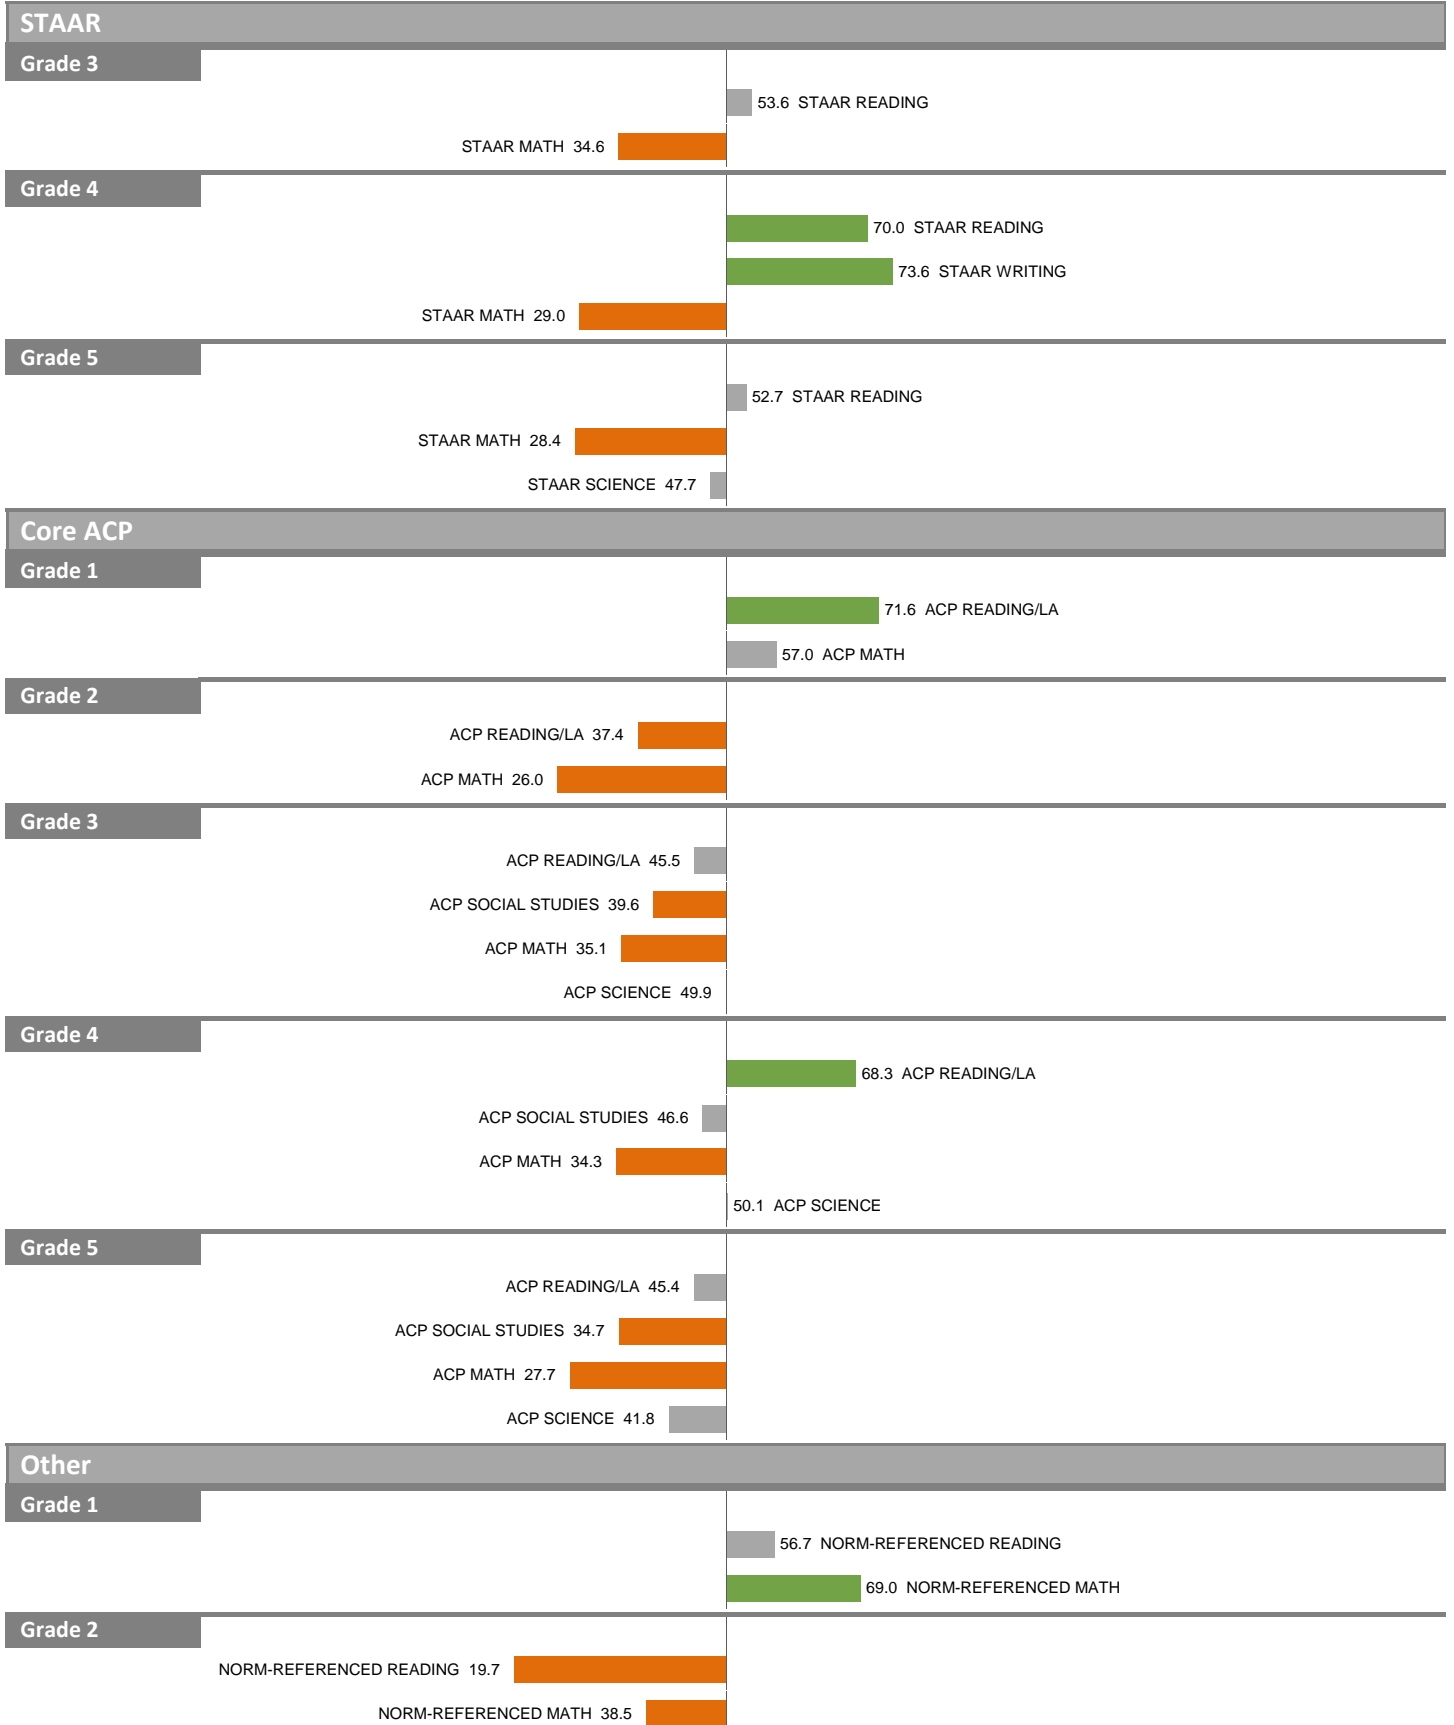 STAAR
Grade 3
53.6 STAAR READING
STAAR MATH 34.6
Grade 4
70.0 STAAR READING
73.6 STAAR WRITING
STAAR MATH 29.0
Grade 5
52.7 STAAR READING
STAAR MATH 28.4
STAAR SCIENCE 47.7
Core ACP
Grade 1
71.6 ACP READING/LA
57.0 ACP MATH
Grade 2
ACP READING/LA 37.4
ACP MATH 26.0
Grade 3
ACP READING/LA 45.5
ACP SOCIAL STUDIES 39.6
ACP MATH 35.1
ACP SCIENCE 49.9
Grade 4
68.3 ACP READING/LA
ACP SOCIAL STUDIES 46.6
ACP MATH 34.3
50.1 ACP SCIENCE
Grade 5
ACP READING/LA 45.4
ACP SOCIAL STUDIES 34.7
ACP MATH 27.7
ACP SCIENCE 41.8
Other
Grade 1
56.7 NORM-REFERENCED READING
69.0 NORM-REFERENCED MATH
Grade 2
NORM-REFERENCED READING 19.7
NORM-REFERENCED MATH 38.5